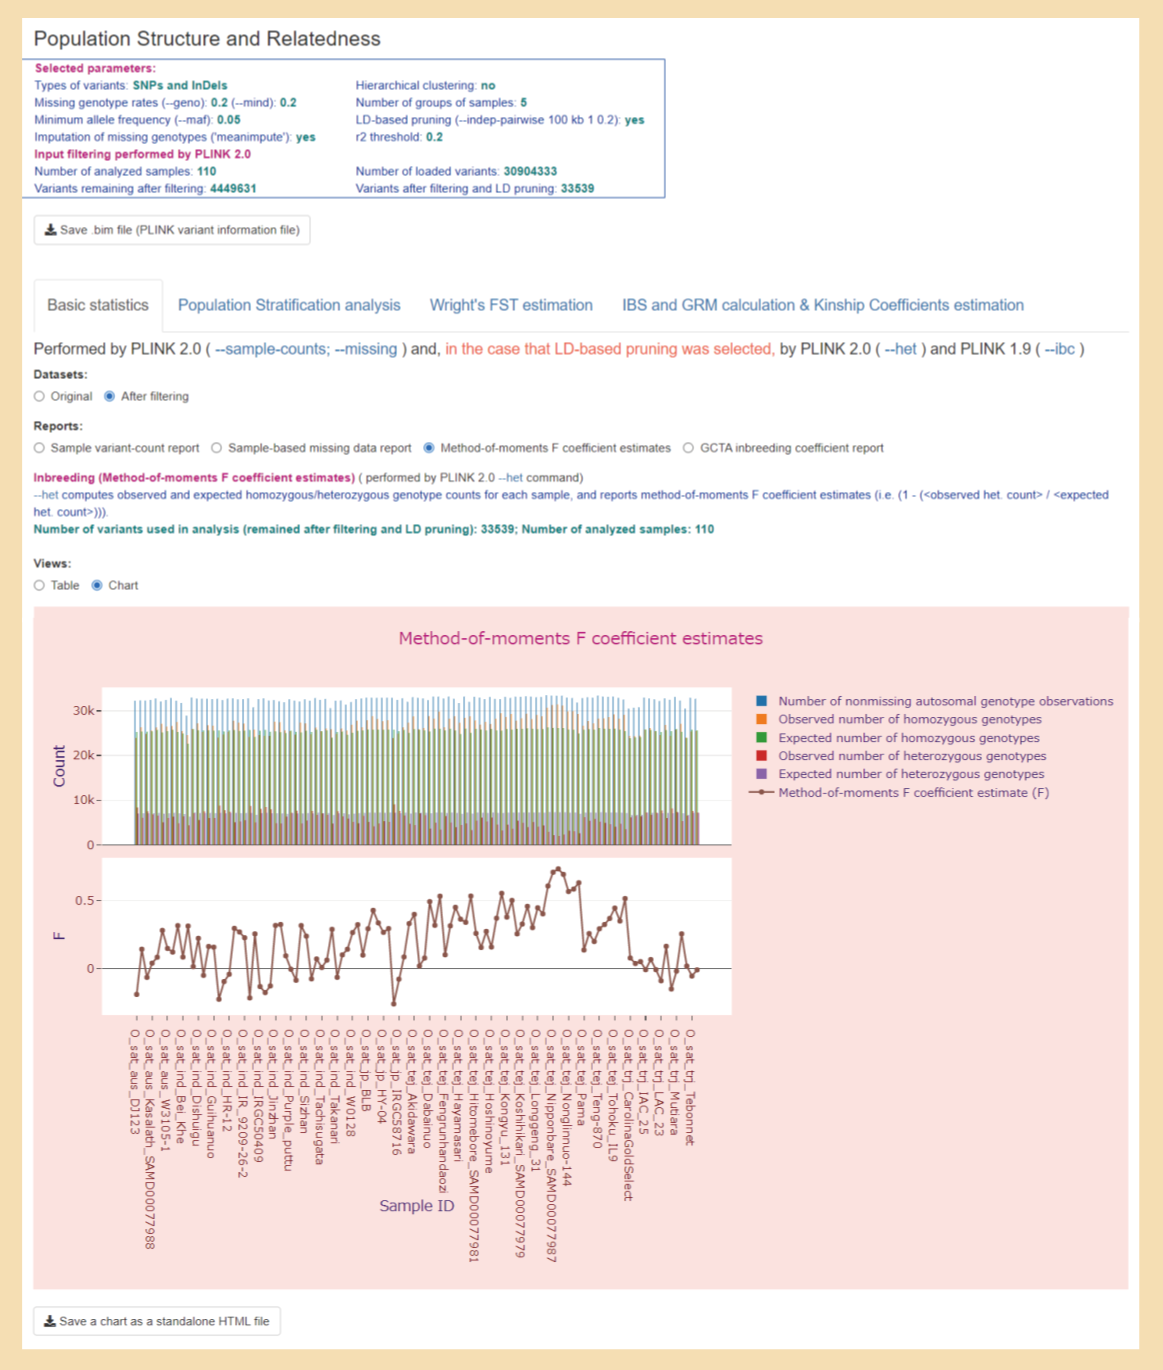 Population Structure and Relatedness
Selected parameters:
Types of variants: SNPs and InDels
Hierarchical clustering: no
Missing genotype rates (--geno): 0.2 (--mind): 0.2
Number of groups of samples: 5
Minimum allele frequency (--maf): 0.05
LD-based pruning (--indep-pairwise 100 kb 1 0.2): yes
Imputation of missing genotypes ('meanimpute'): yes
r2 threshold: 0.2
Input filtering performed by PLINK 2.0
Number of analyzed samples: 110
Number of loaded variants: 30904333
Variants remaining after filtering: 4449631
Variants after filtering and LD pruning: 33539
Save .bim file (PLINK variant information file)
Basic statistics
Population Stratification analysis
Wright's FST estimation
IBS and GRM calculation & Kinship Coefficients estimation
Performed by PLINK 2.0 ( --sample-counts; --missing ) and, in the case that LD-based pruning was selected, by PLINK 2.0 ( --het ) and PLINK 1.9 ( --ibc )
Datasets:
Original After filtering
Reports:
Sample variant-count report Sample-based missing data report Method-of-moments F coefficient estimates GCTA inbreeding coefficient report
Inbreeding (Method-of-moments F coefficient estimates) ( performed by PLINK 2.0 --het command)
--het computes observed and expected homozygous/heterozygous genotype counts for each sample, and reports method-of-moments F coefficient estimates (i.e. (1 - (<observed het. count> / <expected
het. count>))).
Number of variants used in analysis (remained after filtering and LD pruning): 33539; Number of analyzed samples: 110
Views:
Table Chart
Method-of-moments F coefficient estimates
Count
30k
20k
10k
0
Number of nonmissing autosomal genotype observations
Observed number of homozygous genotypes
Expected number of homozygous genotypes
Observed number of heterozygous genotypes
Expected number of heterozygous genotypes
Method-of-moments F coefficient estimate (F)
F
0.5
0
O_sat_aus_DJ123
O_sat_aus_Kasalath_SAMD00077988
O_sat_aus_W3105-1
O_sat_ind_Bei_Khe
O_sat_ind_Dishuigu
O_sat_ind_Guihuanuo
O_sat_ind_HR-12
O_sat_ind_IR_9209-26-2
O_sat_ind_IRGC50409
O_sat_ind_Jinzhan
O_sat_ind_Purple_puttu
O_sat_ind_Sizhan
O_sat_ind_Tachisugata
O_sat_ind_Takanari
O_sat_ind_W0128
O_sat_jp_BLB
O_sat_jp_HY-04
O_sat_jp_IRGC58716
O_sat_tej_Akidawara
O_sat_tej_Dabainuo
O_sat_tej_Fengrunhandaozi
O_sat_tej_Hayamasari
O_sat_tej_Hitomebore_SAMD00077981
O_sat_tej_Hoshinoyume
O_sat_tej_Kongyu_131
O_sat_tej_Koshihikari_SAMD00077979
O_sat_tej_Longgeng_31
O_sat_tej_Nipponbare_SAMD00077987
O_sat_tej_Nonglinnuo-144
O_sat_tej_Pama
O_sat_tej_Teng-870
O_sat_tej_Tohoku_IL9
O_sat_trj_CarolinaGoldSelect
O_sat_trj_IAC_25
O_sat_trj_LAC_23
O_sat_trj_Mutiara
O_sat_trj_Tebonnet
Sample ID
Save a chart as a standalone HTML file